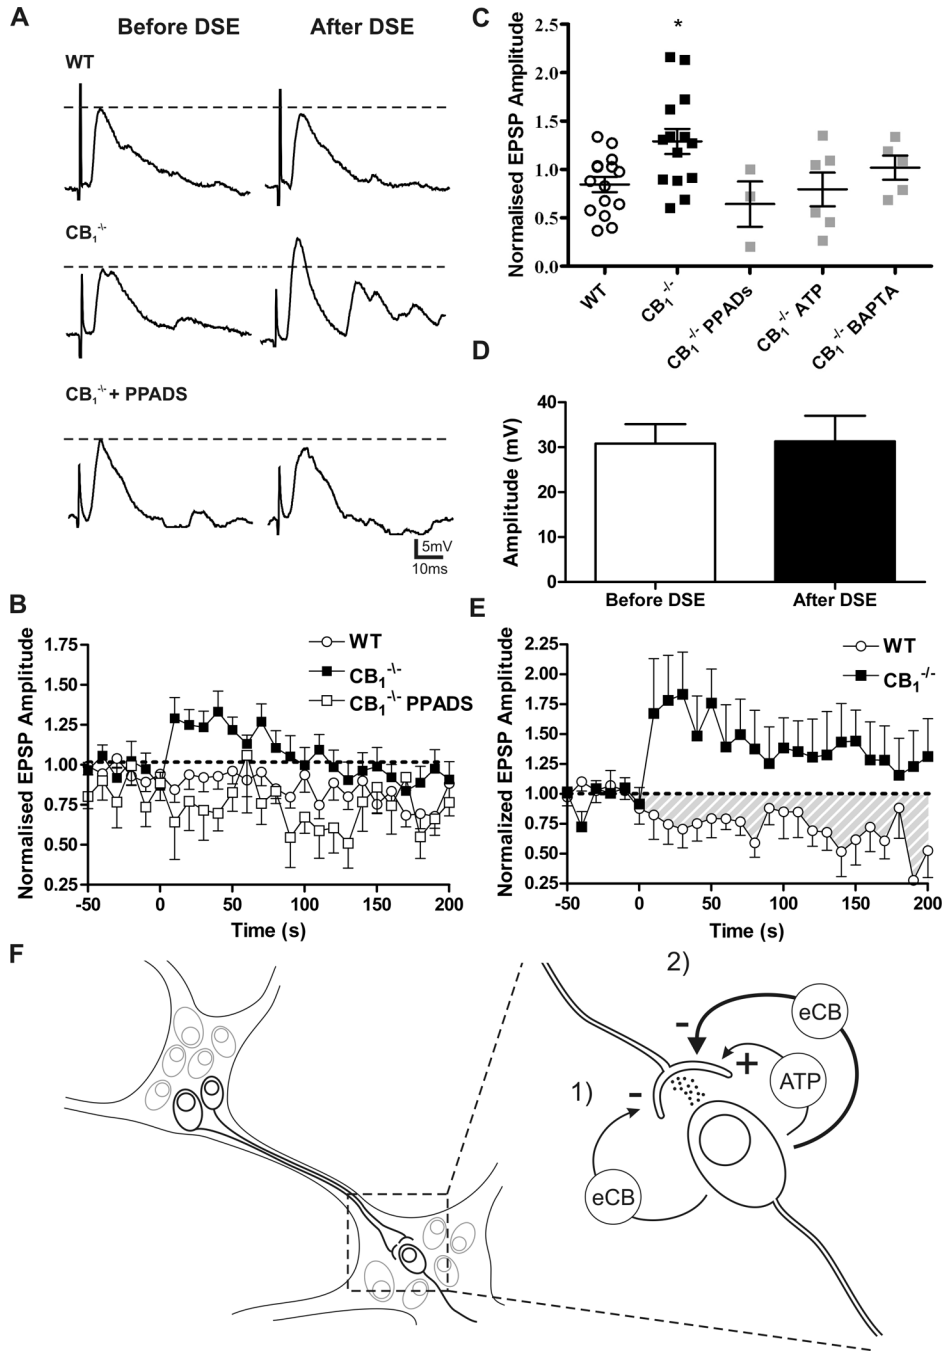 A
Before DSE After DSE
WT
CB1-/-
CB1-/- + PPADS
5mV
10ms
B
Normalised EPSP Amplitude
1.75
1.50
1.25
1.00
0.75
0.50
0.25
-50 0 50 100 150 200
Time (s)
WT
CB1-/-
CB1-/- PPADS
C
Normalised EPSP Amplitude
2.5
2.0
1.5
1.0
0.5
0.0
*
WT
CB1-/-
CB1-/- PPADs
CB1-/- ATP
CB1-/- BAPTA
D
Amplitude (mV)
40
30
20
10
0
Before DSE After DSE
E
Normalized EPSP Amplitude
2.25
2.00
1.75
1.50
1.25
1.00
0.75
0.50
0.25
-50 0 50 100 150 200
Time (s)
WT
CB1-/-
F
2)
eCB
-
+
ATP
1)
-
eCB